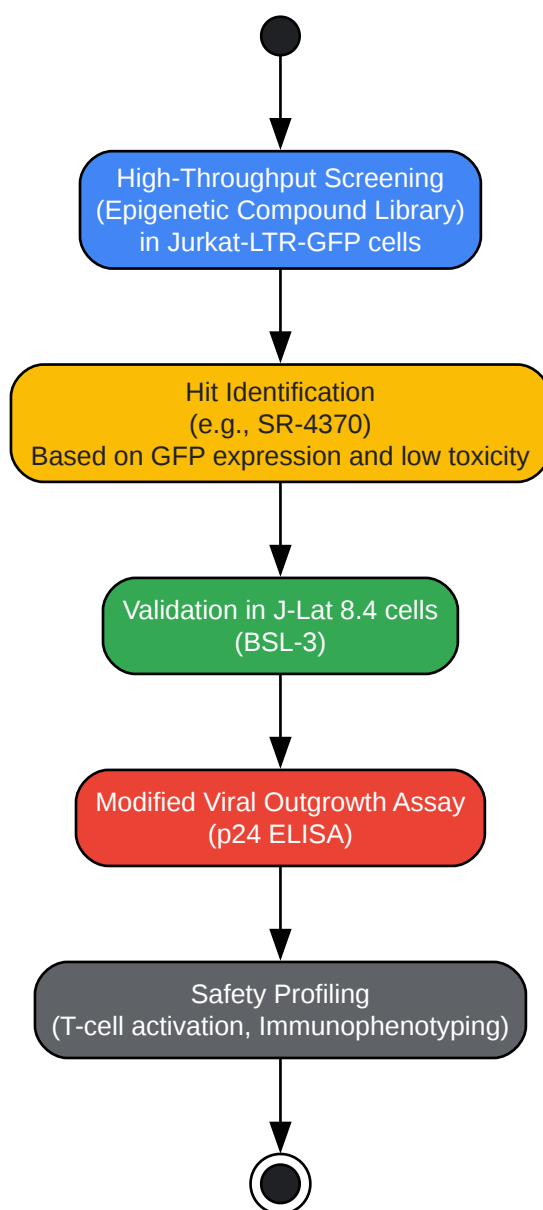 High-Throughput Screening
(Epigenetic Compound Library)
in Jurkat-LTR-GFP cells
Hit Identification
(e.g., SR-4370)
Based on GFP expression and low toxicity
Validation in J-Lat 8.4 cells
(BSL-3)
Modified Viral Outgrowth Assay
(p24 ELISA)
Safety Profiling
(T-cell activation, Immunophenotyping)